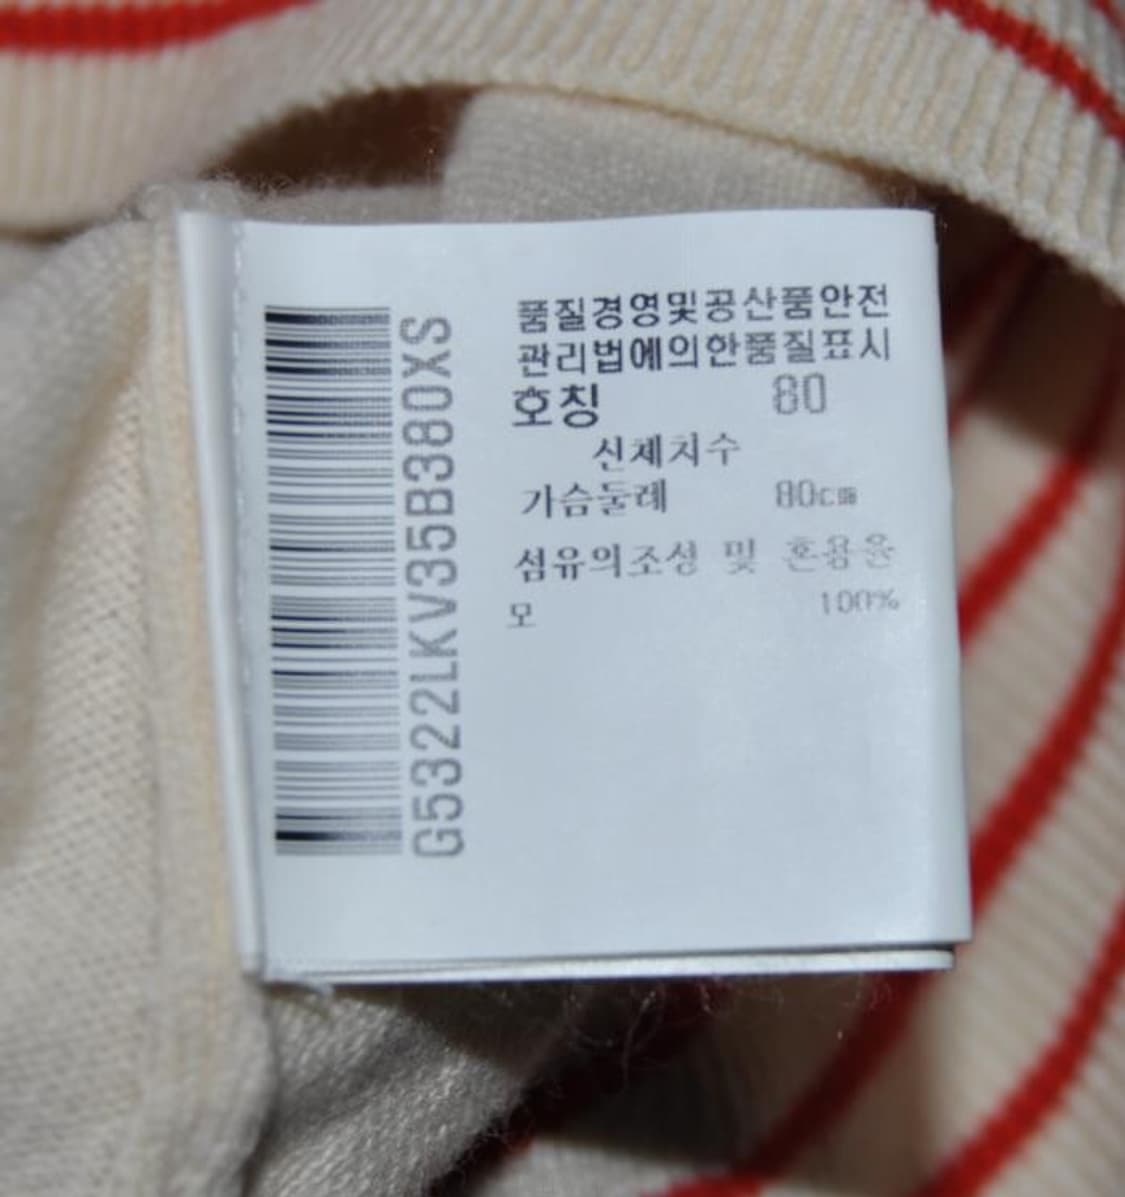 G5322LKV35B380XS
품질경영및공산품안전
관리법에의한품질표시
호칭 80
신체치수
가슴둘레 80cm
섬유의조성 및 혼용율
모 100%